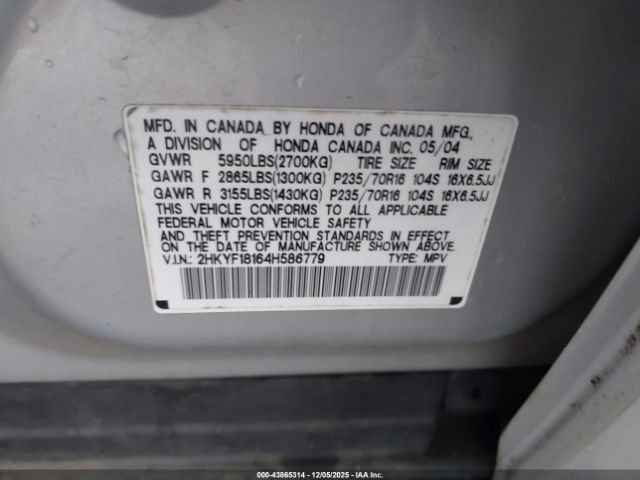 MFD. IN CANADA BY HONDA OF CANADA MFG.,
A DIVISION OF HONDA CANADA INC. 05/04
GVWR 5950LBS(2700KG) TIRE SIZE RIM SIZE
GAWR F 2865LBS(1300KG) P235/70R16 104S 16X6.5JJ
GAWR R 3155LBS(1430KG) P235/70R16 104S 16X6.5JJ
THIS VEHICLE CONFORMS TO ALL APPLICABLE
FEDERAL MOTOR VEHICLE SAFETY
AND THEFT PREVENTION STANDARDS IN EFFECT
ON THE DATE OF MANUFACTURE SHOWN ABOVE.
V.I.N.: 2HKYF18164H586779 TYPE: MPV
000-43865314 - 12/05/2025 - IAA Inc.